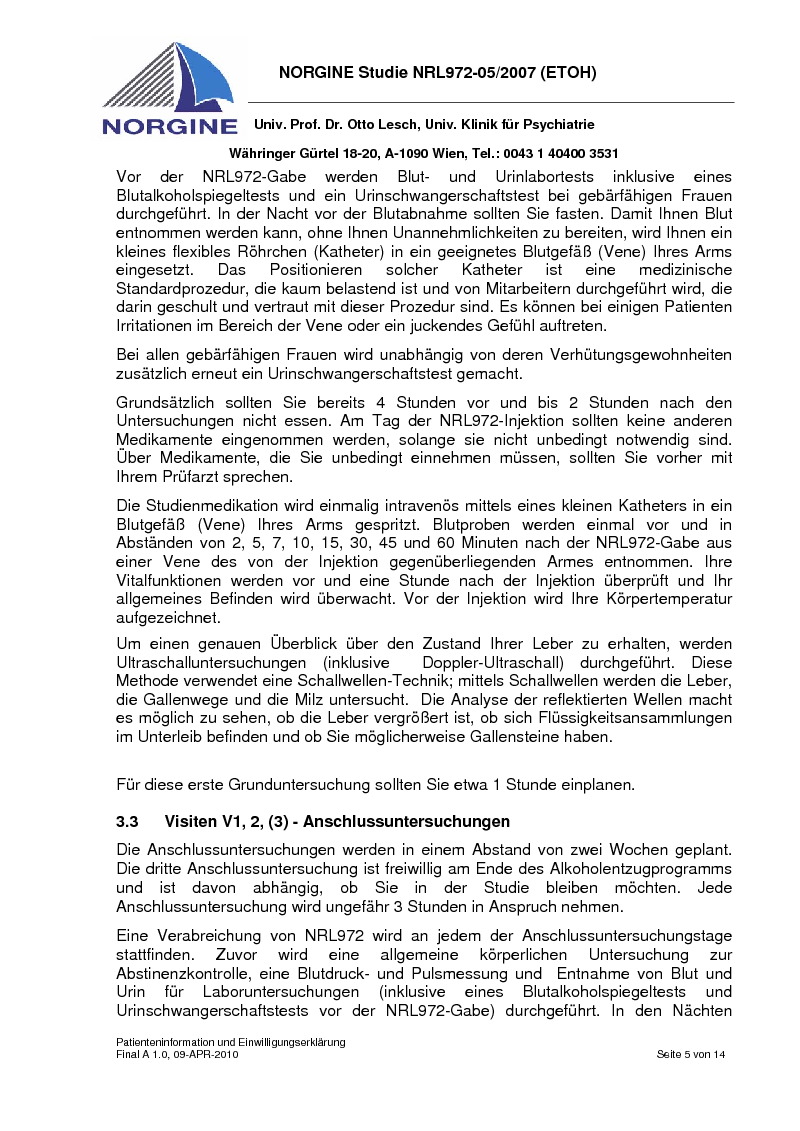 NORGINE
NORGINE Studie NRL972-05/2007 (ETOH)
Univ. Prof. Dr. Otto Lesch, Univ. Klinik für Psychiatrie
Währinger Gürtel 18-20, A-1090 Wien, Tel.: 0043 1 40400 3531
Vor der NRL972-Gabe werden Blut- und Urinlabortests inklusive eines
Blutalkoholspiegeltests und ein Urinschwangerschaftstest bei gebärfähigen Frauen
durchgeführt. In der Nacht vor der Blutabnahme sollten Sie fasten. Damit Ihnen Blut
entnommen werden kann, ohne Ihnen Unannehmlichkeiten zu bereiten, wird Ihnen ein
kleines flexibles Röhrchen (Katheter) in ein geeignetes Blutgefäß (Vene) Ihres Arms
eingesetzt. Das Positionieren solcher Katheter ist eine medizinische
Standardprozedur, die kaum belastend ist und von Mitarbeitern durchgeführt wird, die
darin geschult und vertraut mit dieser Prozedur sind. Es können bei einigen Patienten
Irritationen im Bereich der Vene oder ein juckendes Gefühl auftreten.
Bei allen gebärfähigen Frauen wird unabhängig von deren Verhütungsgewohnheiten
zusätzlich erneut ein Urinschwangerschaftstest gemacht.
Grundsätzlich sollten Sie bereits 4 Stunden vor und bis 2 Stunden nach den
Untersuchungen nicht essen. Am Tag der NRL972-Injektion sollten keine anderen
Medikamente eingenommen werden, solange sie nicht unbedingt notwendig sind.
Über Medikamente, die Sie unbedingt einnehmen müssen, sollten Sie vorher mit
Ihrem Prüfarzt sprechen.
Die Studienmedikation wird einmalig intravenös mittels eines kleinen Katheters in ein
Blutgefäß (Vene) Ihres Arms gespritzt. Blutproben werden einmal vor und in
Abständen von 2, 5, 7, 10, 15, 30, 45 und 60 Minuten nach der NRL972-Gabe aus
einer Vene des von der Injektion gegenüberliegenden Armes entnommen. Ihre
Vitalfunktionen werden vor und eine Stunde nach der Injektion überprüft und Ihr
allgemeines Befinden wird überwacht. Vor der Injektion wird Ihre Körpertemperatur
aufgezeichnet.
Um einen genauen Überblick über den Zustand Ihrer Leber zu erhalten, werden
Ultraschalluntersuchungen (inklusive Doppler-Ultraschall) durchgeführt. Diese
Methode verwendet eine Schallwellen-Technik; mittels Schallwellen werden die Leber,
die Gallenwege und die Milz untersucht. Die Analyse der reflektierten Wellen macht
es möglich zu sehen, ob die Leber vergrößert ist, ob sich Flüssigkeitsansammlungen
im Unterleib befinden und ob Sie möglicherweise Gallensteine haben.
Für diese erste Grunduntersuchung sollten Sie etwa 1 Stunde einplanen.
3.3 Visiten V1, 2, (3) - Anschlussuntersuchungen
Die Anschlussuntersuchungen werden in einem Abstand von zwei Wochen geplant.
Die dritte Anschlussuntersuchung ist freiwillig am Ende des Alkoholentzugprogramms
und ist davon abhängig, ob Sie in der Studie bleiben möchten. Jede
Anschlussuntersuchung wird ungefähr 3 Stunden in Anspruch nehmen.
Eine Verabreichung von NRL972 wird an jedem der Anschlussuntersuchungstage
stattfinden. Zuvor wird eine allgemeine körperlichen Untersuchung zur
Abstinenzkontrolle, eine Blutdruck- und Pulsmessung und Entnahme von Blut und
Urin für Laboruntersuchungen (inklusive eines Blutalkoholspiegeltests und
Urinschwangerschaftstests vor der NRL972-Gabe) durchgeführt. In den Nächten
Patienteninformation und Einwilligungserklärung
Final A 1.0, 09-APR-2010 Seite 5 von 14